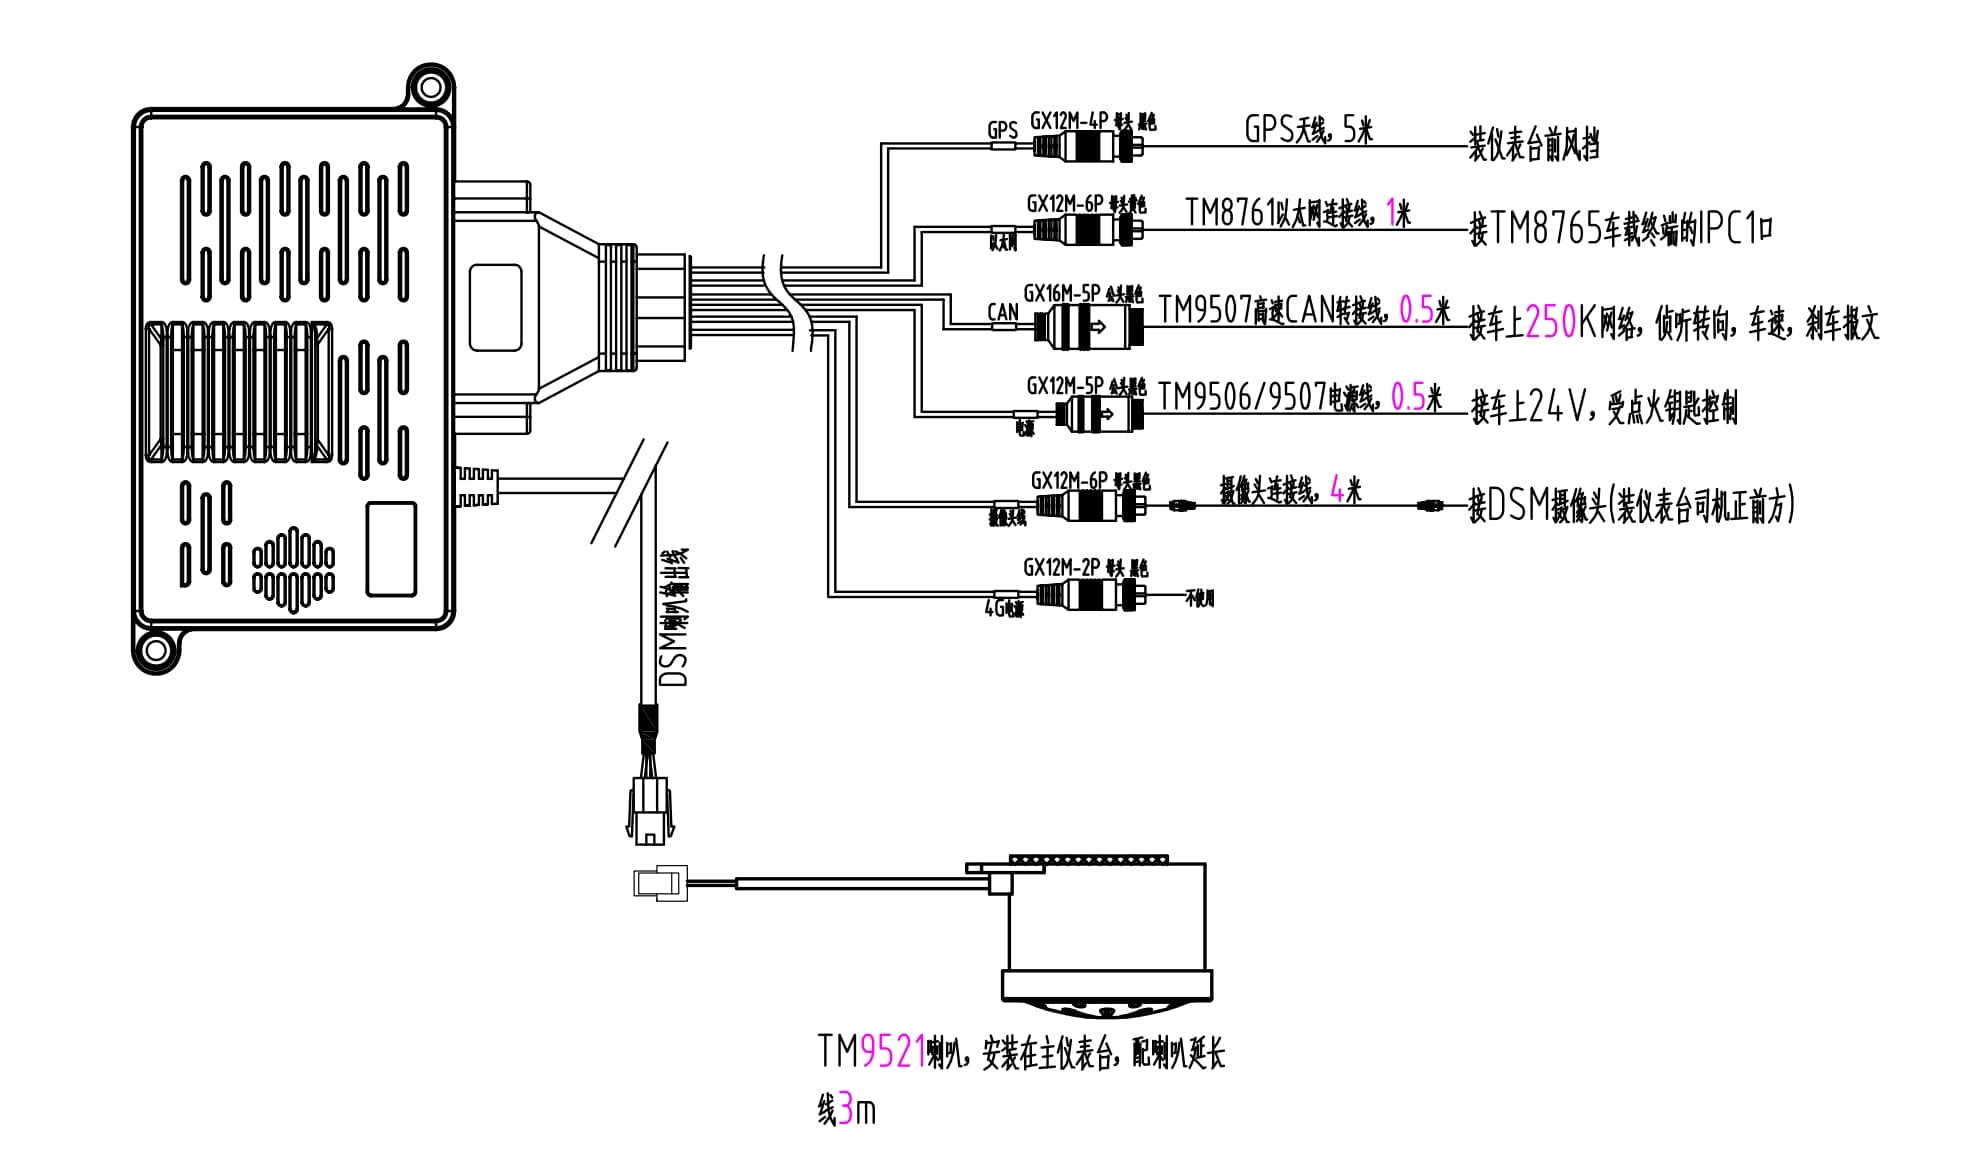 GPS
GX12M-4P 母头 黑色
GPS天线，5米
装仪表台前风挡
以太网
GX12M-6P 母头黄色
TM8761以太网连接线，1米
接TM8765车载终端的IPC1口
CAN
GX16M-5P 公头黑色
TM9507高速CAN转接线，0.5米
接车上250K网络，侦听转向，车速，刹车报文
电源
GX12M-5P 公头黑色
TM9506/9507电源线，0.5米
接车上24V，受点火钥匙控制
摄像头线
GX12M-6P 母头黑色
摄像头连接线，4米
接DSM摄像头(装仪表台司机正前方)
4G电源
GX12M-2P 母头 黑色
不使用
DSM喇叭输出线
TM9521喇叭，安装在主仪表台，配喇叭延长
线3m